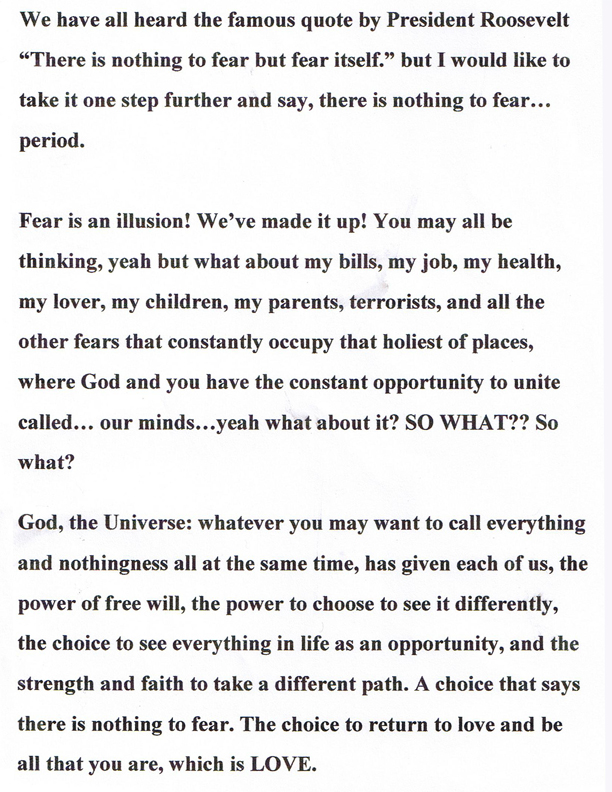 We have all heard the famous quote by President Roosevelt
“There is nothing to fear but fear itself.” but I would like to
take it one step further and say, there is nothing to fear…
period.
Fear is an illusion! We’ve made it up! You may all be
thinking, yeah but what about my bills, my job, my health,
my lover, my children, my parents, terrorists, and all the
other fears that constantly occupy that holiest of places,
where God and you have the constant opportunity to unite
called… our minds…yeah what about it? SO WHAT?? So
what?
God, the Universe: whatever you may want to call everything
and nothingness all at the same time, has given each of us, the
power of free will, the power to choose to see it differently,
the choice to see everything in life as an opportunity, and the
strength and faith to take a different path. A choice that says
there is nothing to fear. The choice to return to love and be
all that you are, which is LOVE.